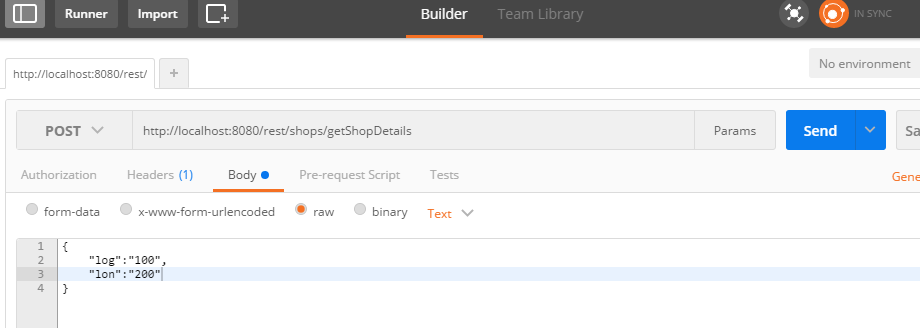 Runner Import Builder Team Library IN SYNC
http://localhost:8080/rest/ + No environment
POST http://localhost:8080/rest/shops/getShopDetails Params Send Sa
Authorization Headers (1) Body Pre-request Script Tests Gene
form-data x-www-form-urlencoded raw binary Text
1 {
2 "log":"100",
3 "lon":"200"
4 }